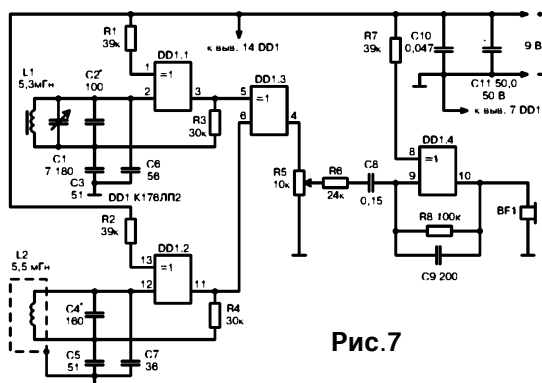 R1
39к
DD1.1
=1
1
2
3
к выв. 14 DD1
R7
39к
C10
0,047
9 В
C11 50,0
50 В
к выв. 7 DD1
L1
5,3мГн
C2*
100
DD1.3
=1
5
6
4
R3
30к
C1
7 180
C3
51
C6
56
DD1 К176ЛП2
R5
10к
R6
24к
C8
0,15
DD1.4
=1
8
9
10
R8 100к
C9 200
BF1
R2
39к
DD1.2
=1
13
12
11
L2
5,5 мГн
C4*
160
R4
30к
C5
51
C7
36
Рис.7